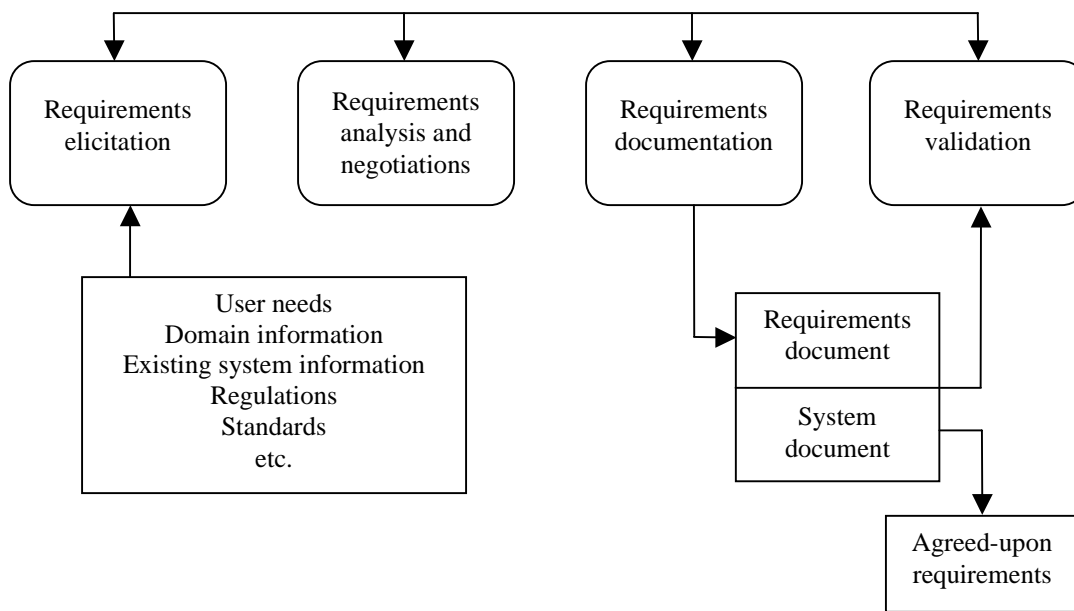 Requirements
elicitation
Requirements
analysis and
negotiations
Requirements
documentation
Requirements
validation
User needs
Domain information
Existing system information
Regulations
Standards
etc.
Requirements
document
System
document
Agreed-upon
requirements